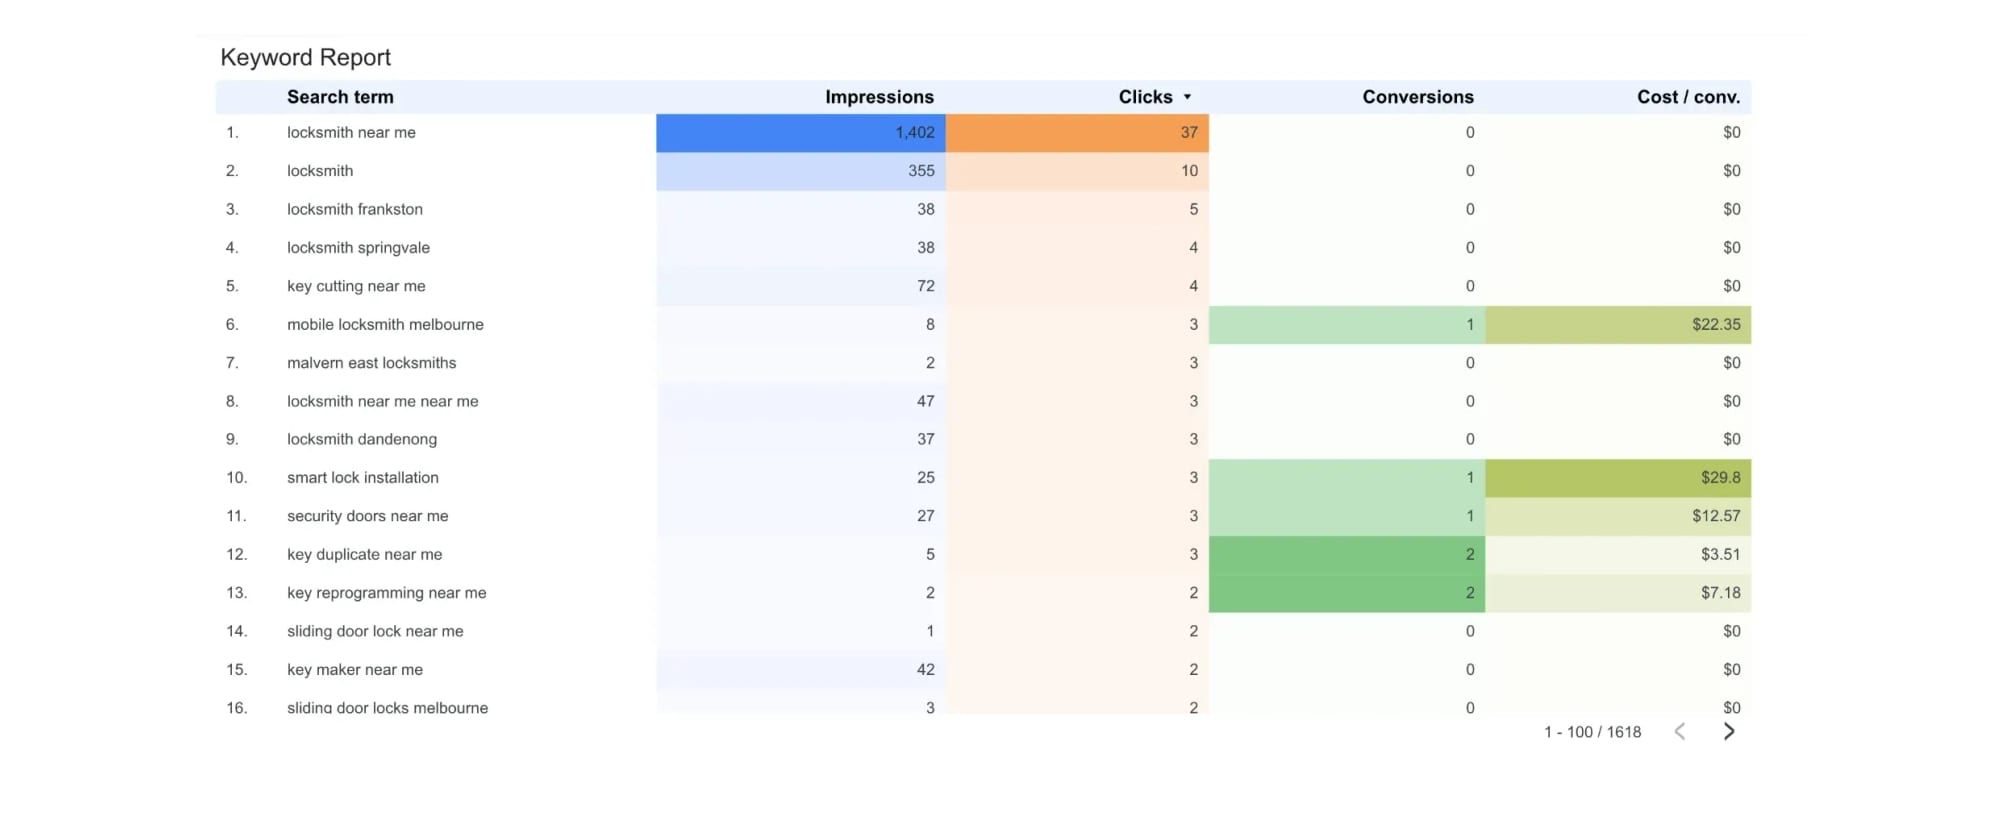 Keyword Report
Search term Impressions Clicks Conversions Cost / conv.
1. locksmith near me 1,402 37 0 $0
2. locksmith 355 10 0 $0
3. locksmith frankston 38 5 0 $0
4. locksmith springvale 38 4 0 $0
5. key cutting near me 72 4 0 $0
6. mobile locksmith melbourne 8 3 1 $22.35
7. malvern east locksmiths 2 3 0 $0
8. locksmith near me near me 47 3 0 $0
9. locksmith dandenong 37 3 0 $0
10. smart lock installation 25 3 1 $29.8
11. security doors near me 27 3 1 $12.57
12. key duplicate near me 5 3 2 $3.51
13. key reprogramming near me 2 2 2 $7.18
14. sliding door lock near me 1 2 0 $0
15. key maker near me 42 2 0 $0
16. sliding door locks melbourne 3 2 0 $0
1 - 100 / 1618